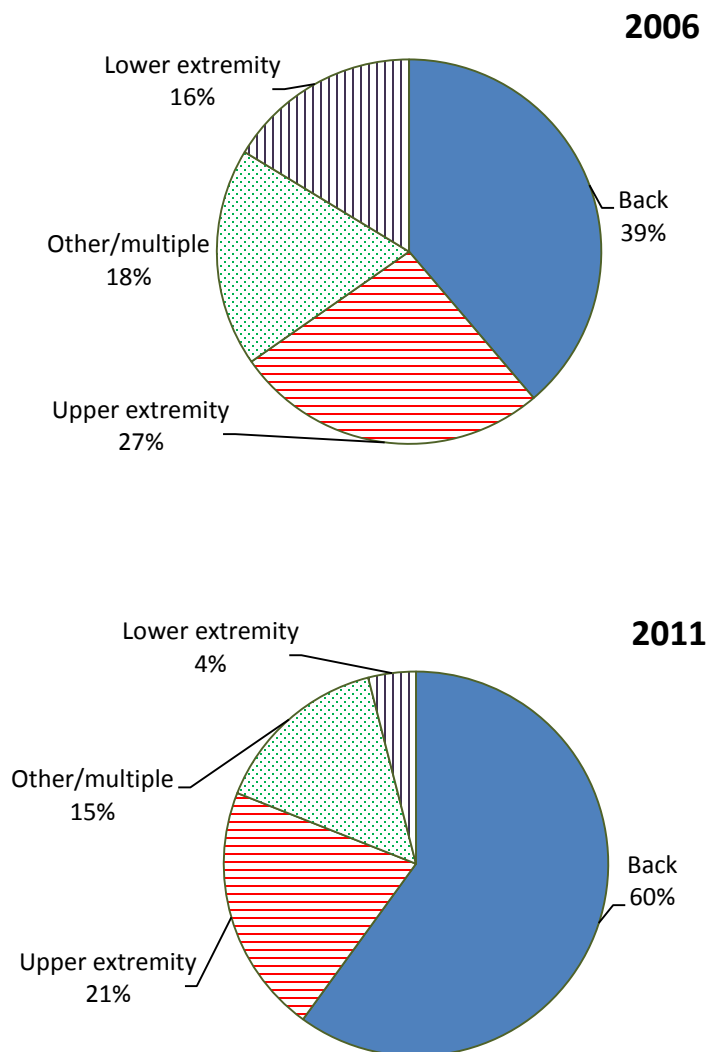 2006
Lower extremity
16%
Back
39%
Other/multiple
18%
Upper extremity
27%
2011
Lower extremity
4%
Other/multiple
15%
Back
60%
Upper extremity
21%